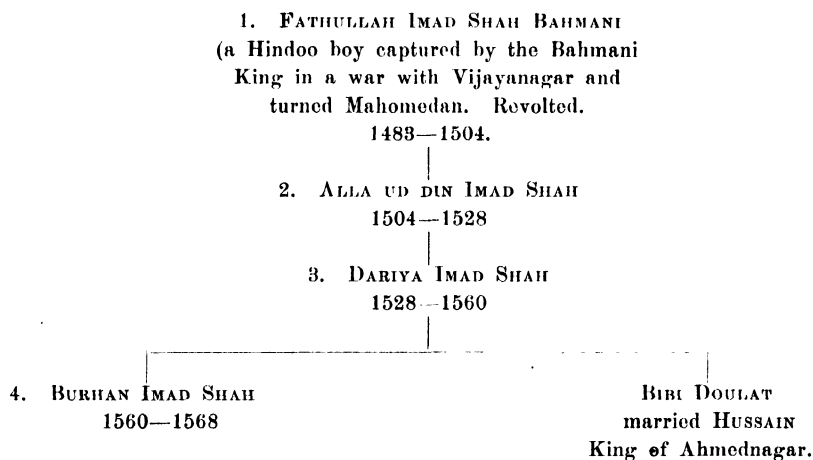 1. FATHULLAH IMAD SHAH BAHMANI
(a Hindoo boy captured by the Bahmani
King in a war with Vijayanagar and
turned Mahomedan. Revolted.
1483—1504.
2. ALLA UD DIN IMAD SHAH
1504—1528
3. DARIYA IMAD SHAH
1528—1560
4. BURHAN IMAD SHAH
1560—1568
BIBI DOULAT
married HUSSAIN
King of Ahmednagar.